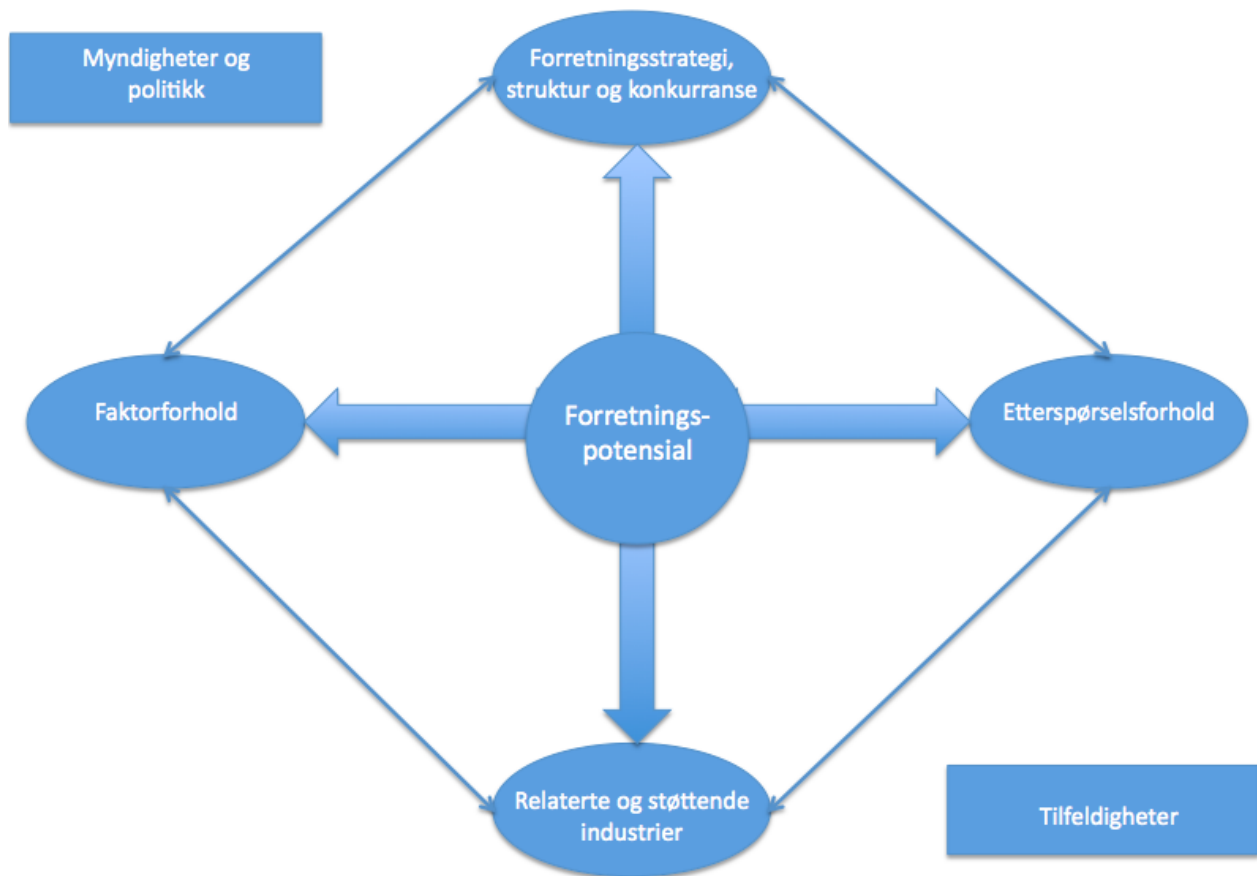 Myndigheter og
politikk
Forretningsstrategi,
struktur og konkurranse
Faktorforhold
Forretnings-
potensial
Etterspørselsforhold
Relaterte og støttende
industrier
Tilfeldigheter